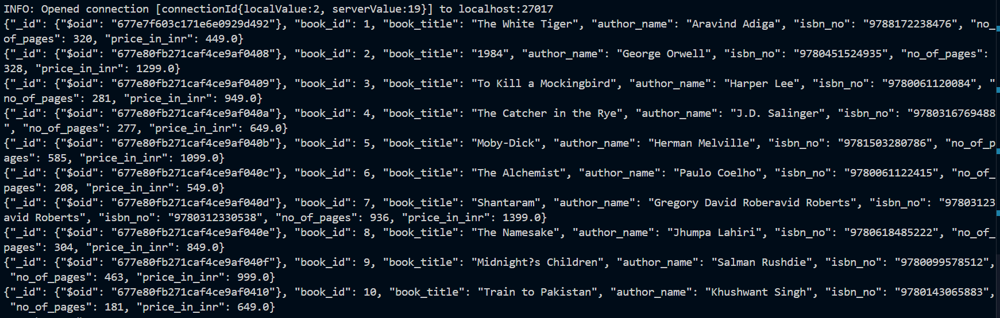 INFO: Opened connection [connectionId{localValue:2, serverValue:19}] to localhost:27017
{"_id": {"$oid": "677e7f603c171e6e0929d492"}, "book_id": 1, "book_title": "The White Tiger", "author_name": "Aravind Adiga", "isbn_no": "9788172238476", "no_
of_pages": 320, "price_in_inr": 449.0}
{"_id": {"$oid": "677e80fb271caf4ce9af0408"}, "book_id": 2, "book_title": "1984", "author_name": "George Orwell", "isbn_no": "9780451524935", "no_of_pages":
328, "price_in_inr": 1299.0}
{"_id": {"$oid": "677e80fb271caf4ce9af0409"}, "book_id": 3, "book_title": "To Kill a Mockingbird", "author_name": "Harper Lee", "isbn_no": "9780061120084", "
no_of_pages": 281, "price_in_inr": 949.0}
{"_id": {"$oid": "677e80fb271caf4ce9af040a"}, "book_id": 4, "book_title": "The Catcher in the Rye", "author_name": "J.D. Salinger", "isbn_no": "9780316769488
", "no_of_pages": 277, "price_in_inr": 649.0}
{"_id": {"$oid": "677e80fb271caf4ce9af040b"}, "book_id": 5, "book_title": "Moby-Dick", "author_name": "Herman Melville", "isbn_no": "9781503280786", "no_of_p
ages": 585, "price_in_inr": 1099.0}
{"_id": {"$oid": "677e80fb271caf4ce9af040c"}, "book_id": 6, "book_title": "The Alchemist", "author_name": "Paulo Coelho", "isbn_no": "9780061122415", "no_of_
pages": 208, "price_in_inr": 549.0}
{"_id": {"$oid": "677e80fb271caf4ce9af040d"}, "book_id": 7, "book_title": "Shantaram", "author_name": "Gregory David Roberavid Roberts", "isbn_no": "97803123
avid Roberts", "isbn_no": "9780312330538", "no_of_pages": 936, "price_in_inr": 1399.0}
{"_id": {"$oid": "677e80fb271caf4ce9af040e"}, "book_id": 8, "book_title": "The Namesake", "author_name": "Jhumpa Lahiri", "isbn_no": "9780618485222", "no_of_
pages": 304, "price_in_inr": 849.0}
{"_id": {"$oid": "677e80fb271caf4ce9af040f"}, "book_id": 9, "book_title": "Midnight?s Children", "author_name": "Salman Rushdie", "isbn_no": "9780099578512",
 "no_of_pages": 463, "price_in_inr": 999.0}
{"_id": {"$oid": "677e80fb271caf4ce9af0410"}, "book_id": 10, "book_title": "Train to Pakistan", "author_name": "Khushwant Singh", "isbn_no": "9780143065883",
 "no_of_pages": 181, "price_in_inr": 649.0}